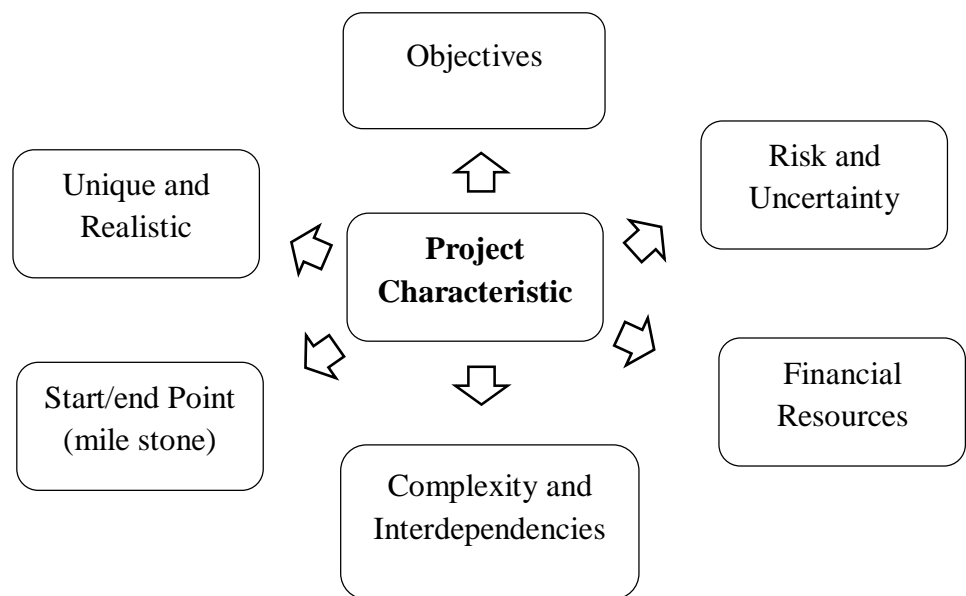 Objectives
Risk and
Uncertainty
Unique and
Realistic
Project
Characteristic
Financial
Resources
Start/end Point
(mile stone)
Complexity and
Interdependencies